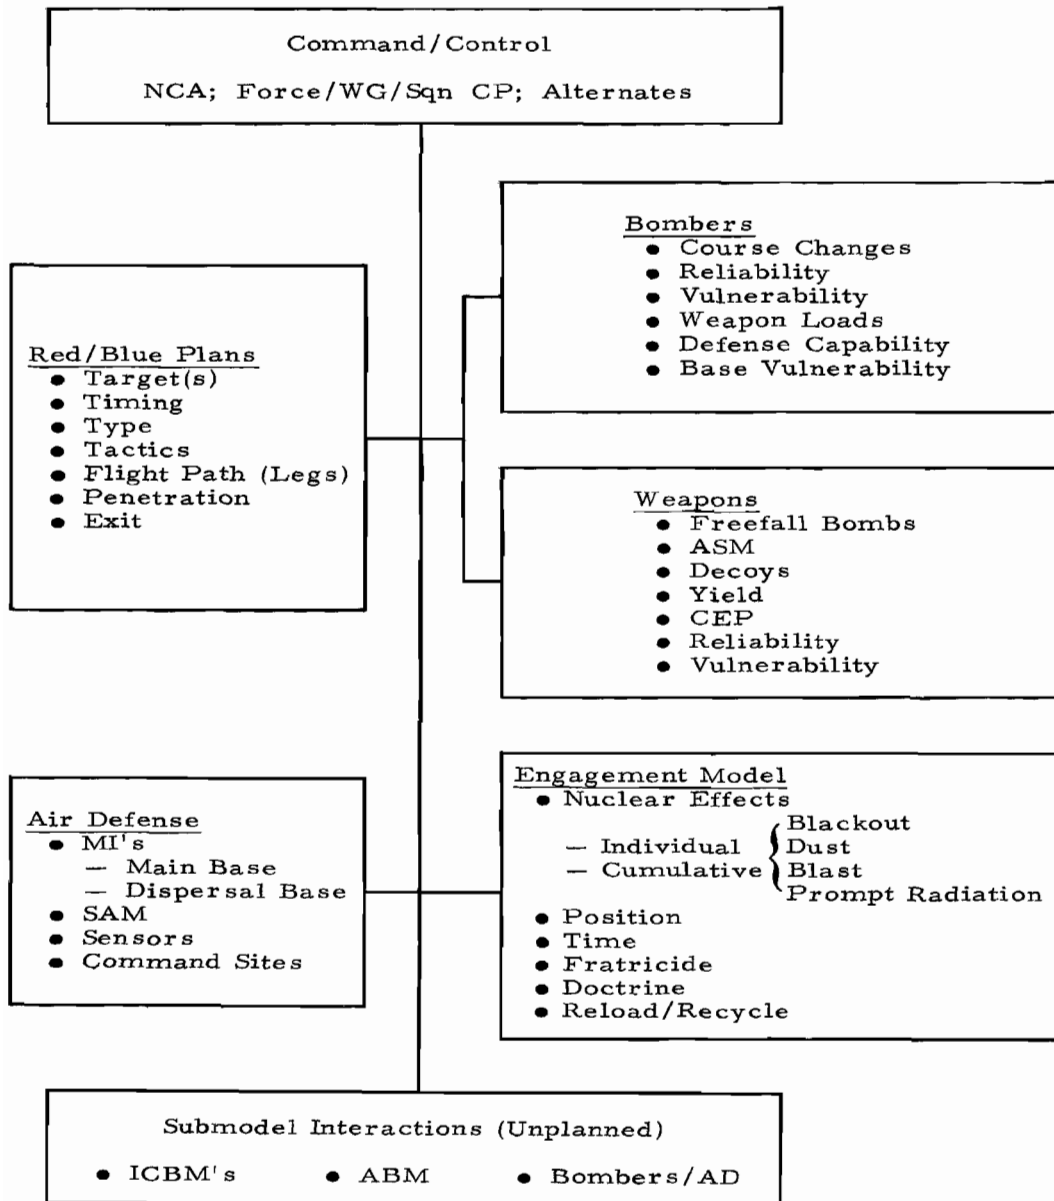 Command/Control
NCA; Force/WG/Sqn CP; Alternates
Bombers
• Course Changes
• Reliability
• Vulnerability
• Weapon Loads
• Defense Capability
• Base Vulnerability
Red/Blue Plans
• Target(s)
• Timing
• Type
• Tactics
• Flight Path (Legs)
• Penetration
• Exit
Weapons
• Freefall Bombs
• ASM
• Decoys
• Yield
• CEP
• Reliability
• Vulnerability
Air Defense
• MI's
— Main Base
— Dispersal Base
• SAM
• Sensors
• Command Sites
Engagement Model
• Nuclear Effects
— Individual
— Cumulative
Blackout
Dust
Blast
Prompt Radiation
• Position
• Time
• Fratricide
• Doctrine
• Reload/Recycle
Submodel Interactions (Unplanned)
• ICBM's • ABM • Bombers/AD